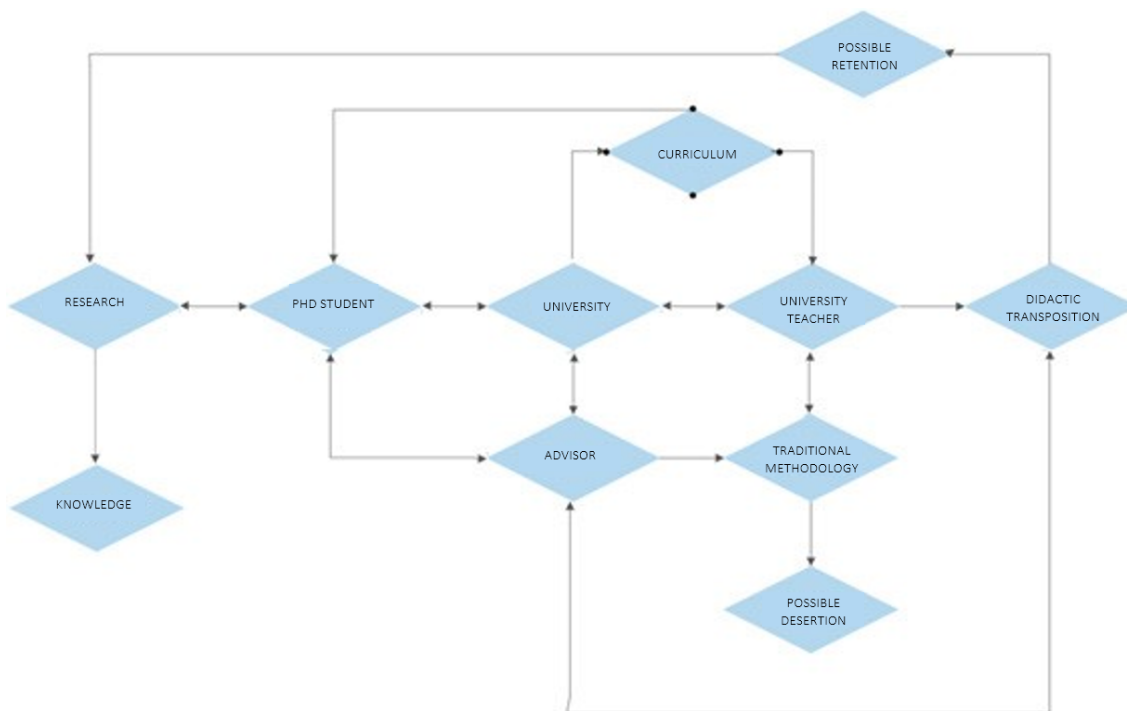 POSSIBLE
RETENTION
CURRICULUM
RESEARCH
PHD STUDENT
UNIVERSITY
UNIVERSITY
TEACHER
DIDACTIC
TRANSPOSITION
ADVISOR
TRADITIONAL
METHODOLOGY
KNOWLEDGE
POSSIBLE
DESERTION